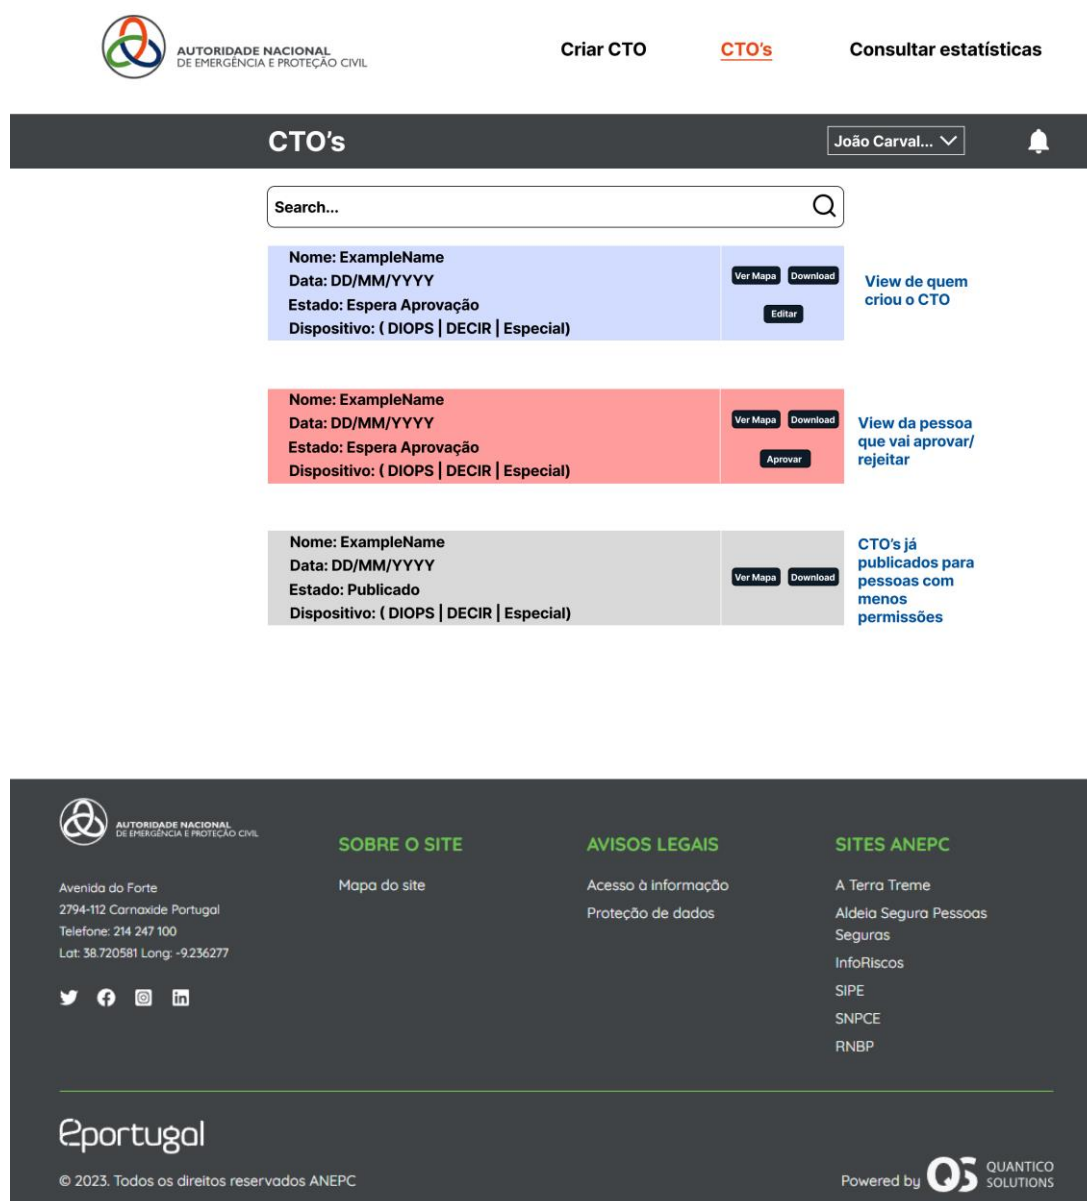 AUTORIDADE NACIONAL
DE EMERGÊNCIA E PROTEÇÃO CIVIL
Criar CTO
CTO's
Consultar estatísticas
CTO's
João Carval...
Search...
Nome: ExampleName
Data: DD/MM/YYYY
Estado: Espera Aprovação
Dispositivo: ( DIOPS | DECIR | Especial)
Ver Mapa
Download
Editar
View de quem
criou o CTO
Nome: ExampleName
Data: DD/MM/YYYY
Estado: Espera Aprovação
Dispositivo: ( DIOPS | DECIR | Especial)
Ver Mapa
Download
Aprovar
View da pessoa
que vai aprovar/
rejeitar
Nome: ExampleName
Data: DD/MM/YYYY
Estado: Publicado
Dispositivo: ( DIOPS | DECIR | Especial)
Ver Mapa
Download
CTO's já
publicados para
pessoas com
menos
permissões
AUTORIDADE NACIONAL
DE EMERGÊNCIA E PROTEÇÃO CIVIL
Avenida do Forte
2794-112 Carnaxide Portugal
Telefone: 214 247 100
Lat: 38.720581 Long: -9.236277
SOBRE O SITE
Mapa do site
AVISOS LEGAIS
Acesso à informação
Proteção de dados
SITES ANEPC
A Terra Treme
Aldeia Segura Pessoas
Seguras
InfoRiscos
SIPE
SNPCE
RNBP
eportugal
© 2023. Todos os direitos reservados ANEPC
Powered by QS QUANTICO
SOLUTIONS